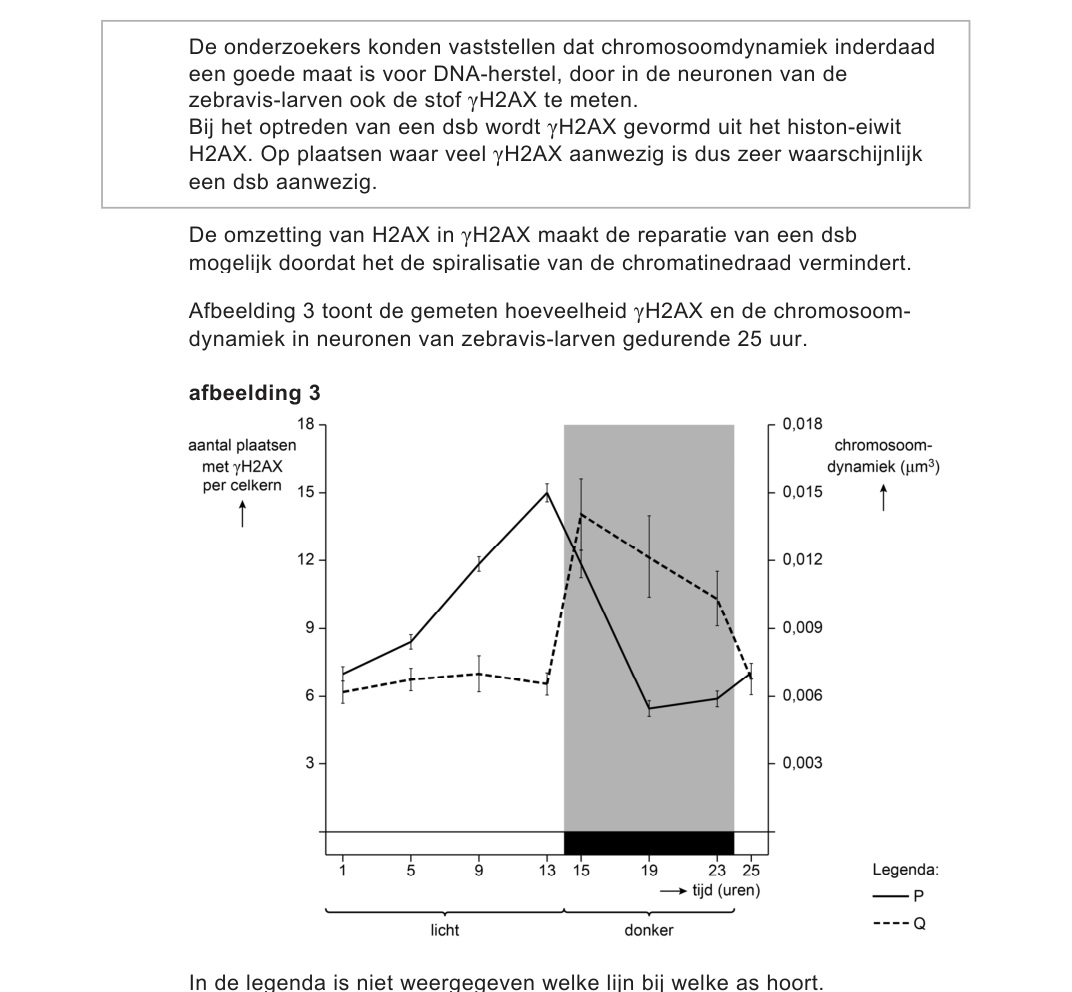 De onderzoekers konden vaststellen dat chromosoomdynamiek inderdaad
een goede maat is voor DNA-herstel, door in de neuronen van de
zebravis-larven ook de stof γH2AX te meten.
Bij het optreden van een dsb wordt γH2AX gevormd uit het histon-eiwit
H2AX. Op plaatsen waar veel γH2AX aanwezig is dus zeer waarschijnlijk
een dsb aanwezig.
De omzetting van H2AX in γH2AX maakt de reparatie van een dsb
mogelijk doordat het de spiralisatie van de chromatinedraad vermindert.
Afbeelding 3 toont de gemeten hoeveelheid γH2AX en de chromosoom-
dynamiek in neuronen van zebravis-larven gedurende 25 uur.
afbeelding 3
aantal plaatsen
met γH2AX
per celkern
18
15
12
9
6
3
0,018
0,015
0,012
0,009
0,006
0,003
chromosoom-
dynamiek (μm³)
1 5 9 13 15 19 23 25
tijd (uren)
licht donker
Legenda:
P
Q
In de legenda is niet weergegeven welke lijn bij welke as hoort.